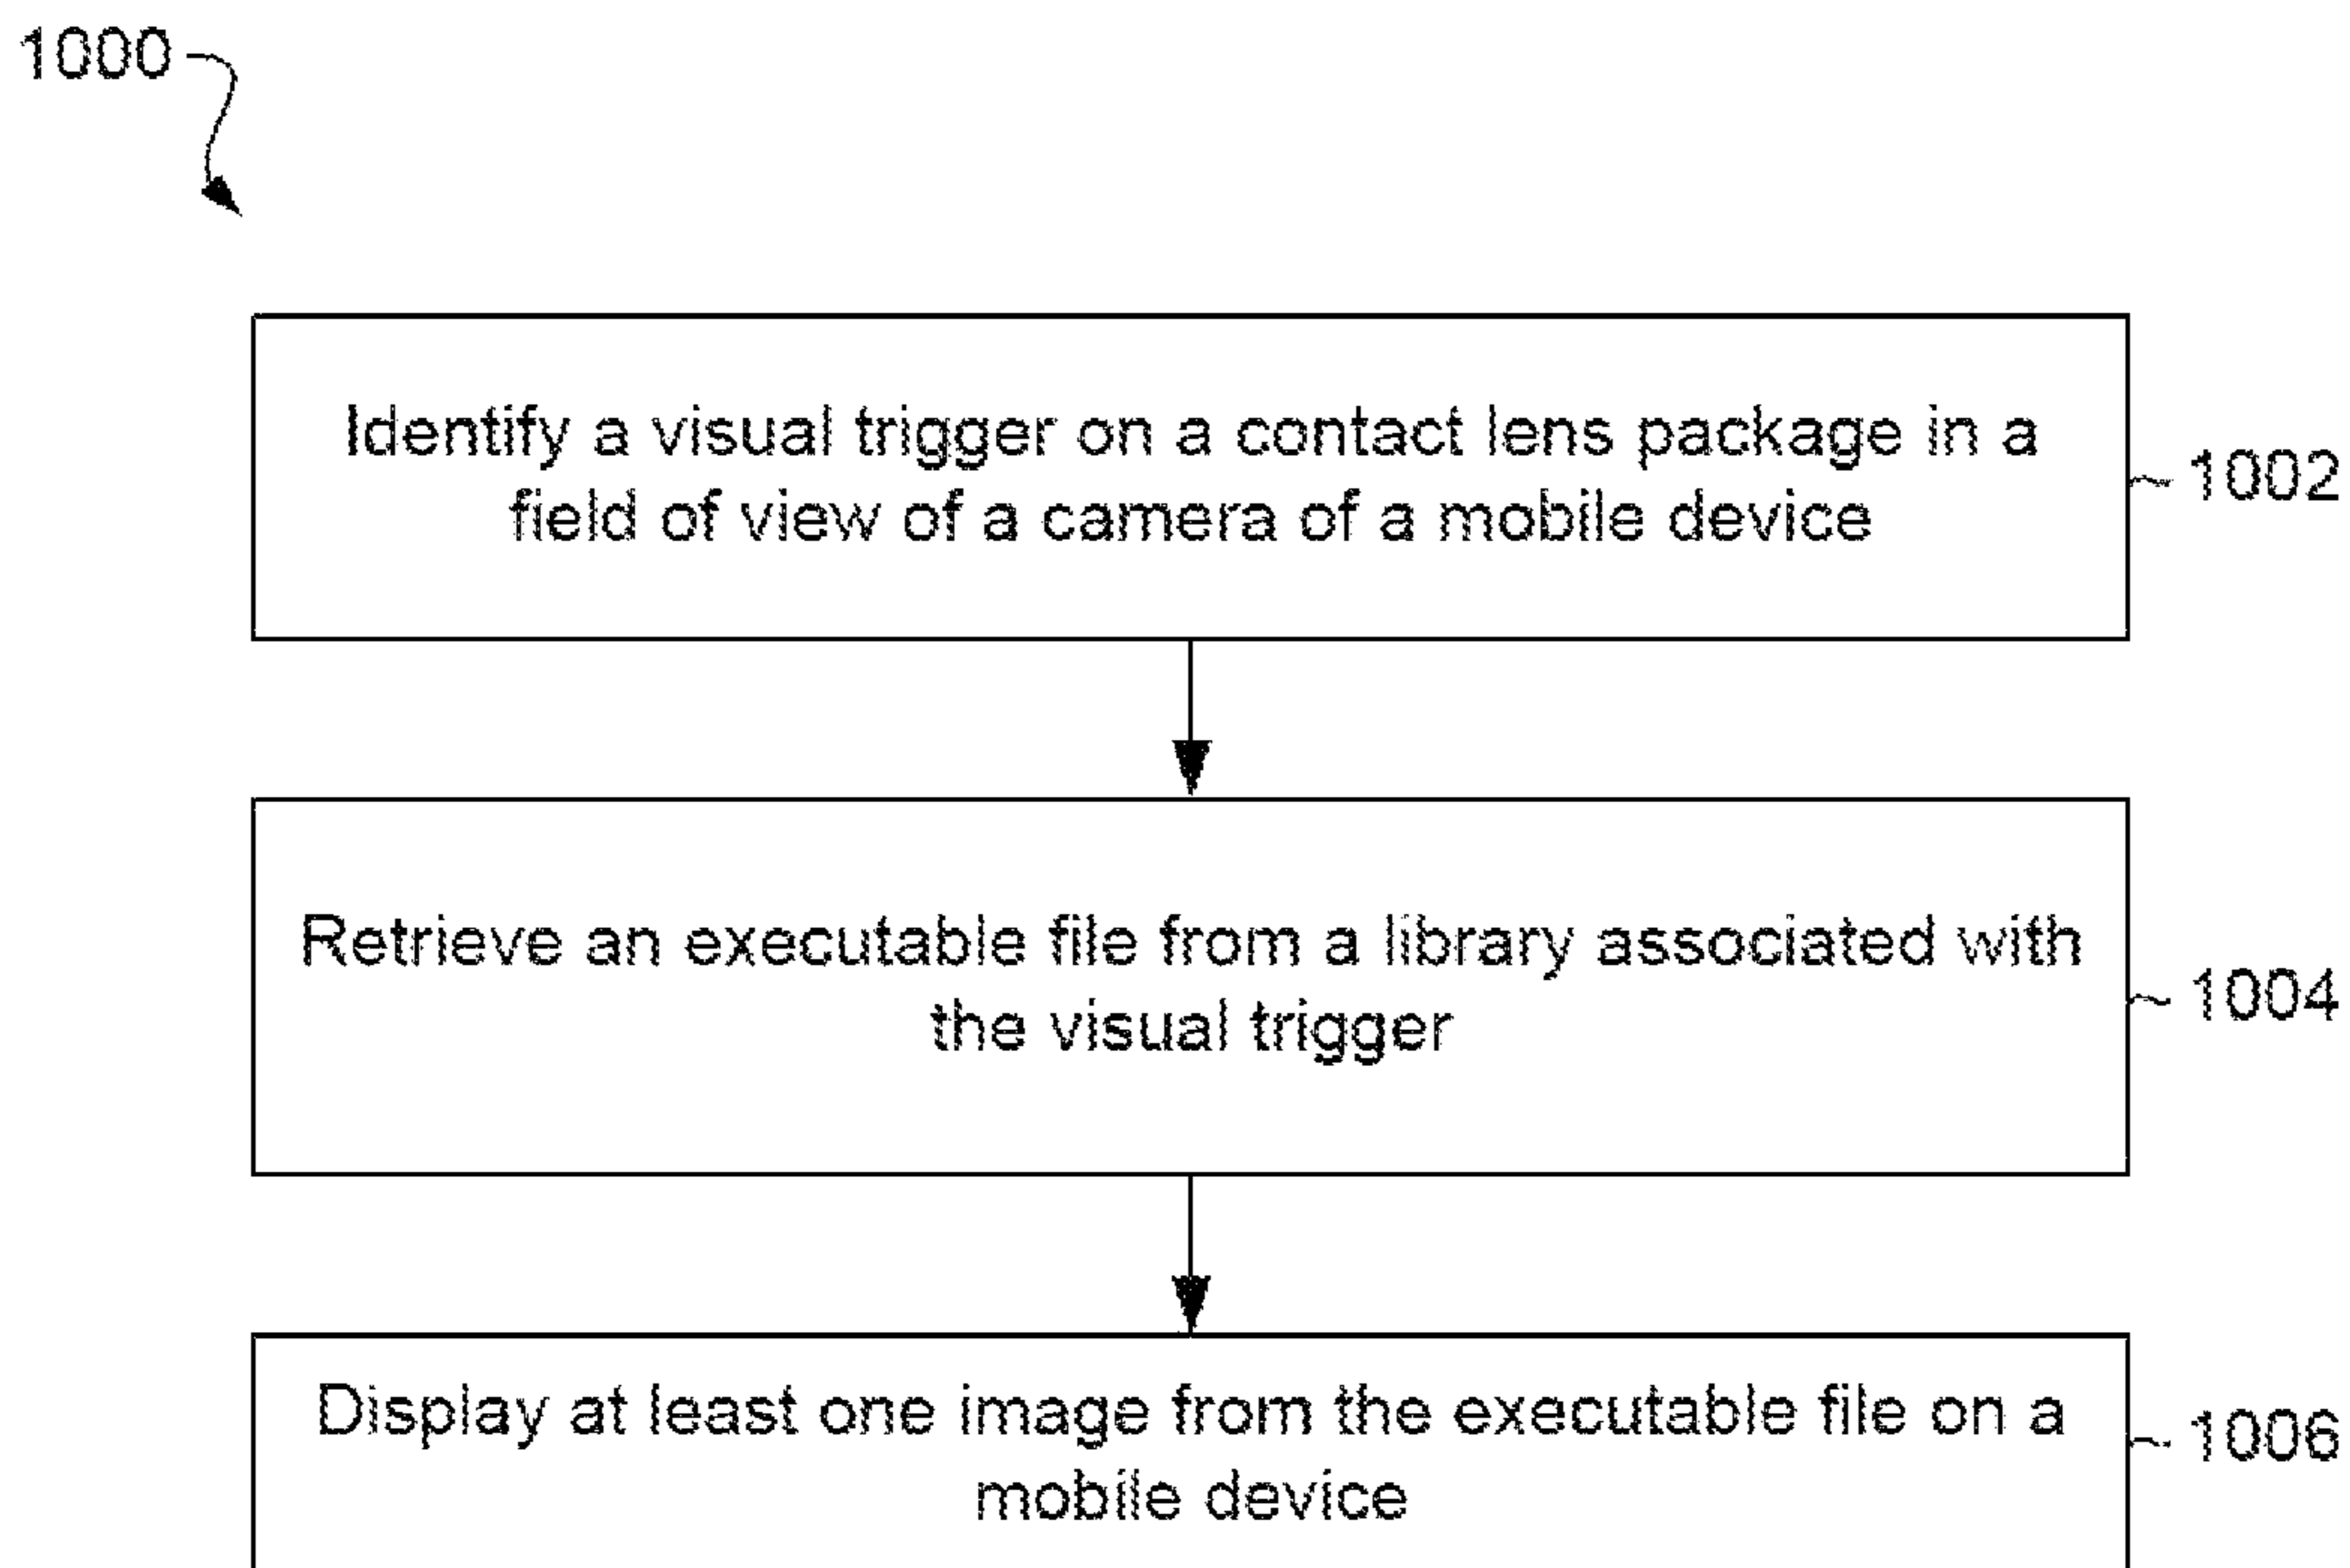 1000
Identify a visual trigger on a contact lens package in a
field of view of a camera of a mobile device
1002
Retrieve an executable file from a library associated with
the visual trigger
1004
Display at least one image from the executable file on a
mobile device
1006